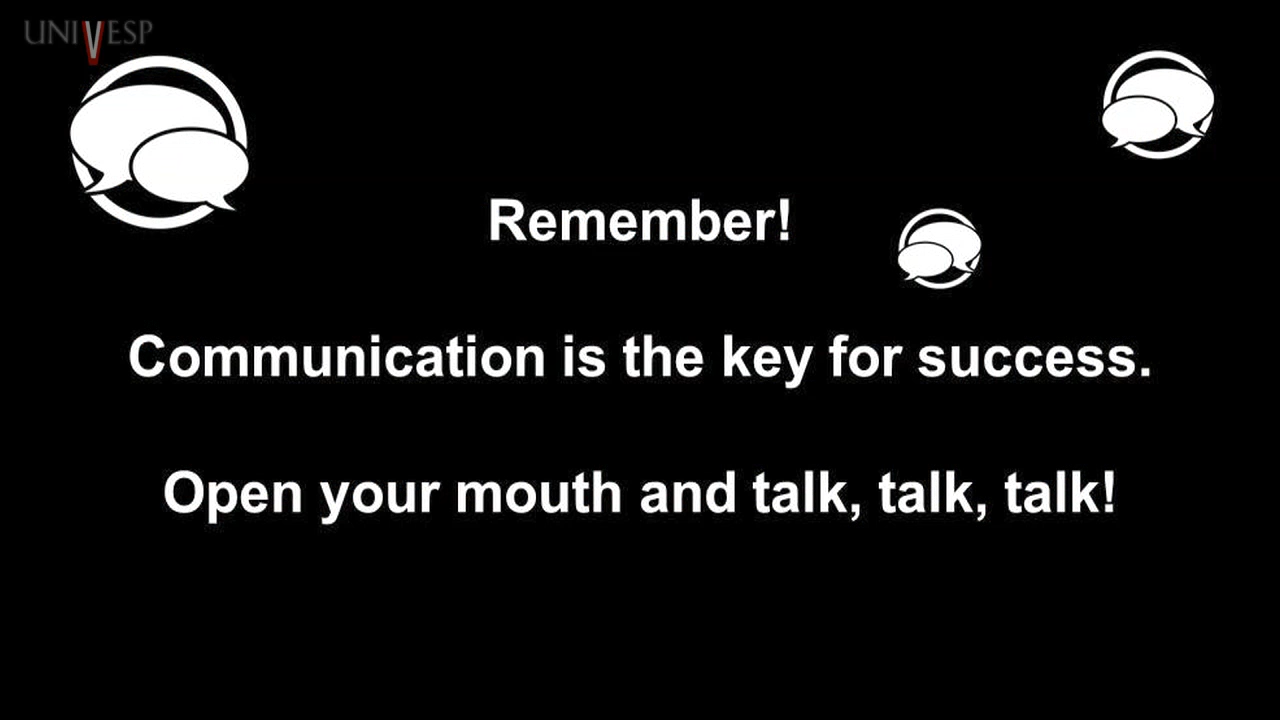 UNIVESP
Remember!
Communication is the key for success.
Open your mouth and talk, talk, talk!